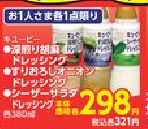 お1人さま各1点限り
キユーピー
●深煎り胡麻
ドレッシング
●すりおろしオニオン
ドレッシング
●シーザーサラダ
ドレッシング
各380ml
本体価格各298円
税込321円